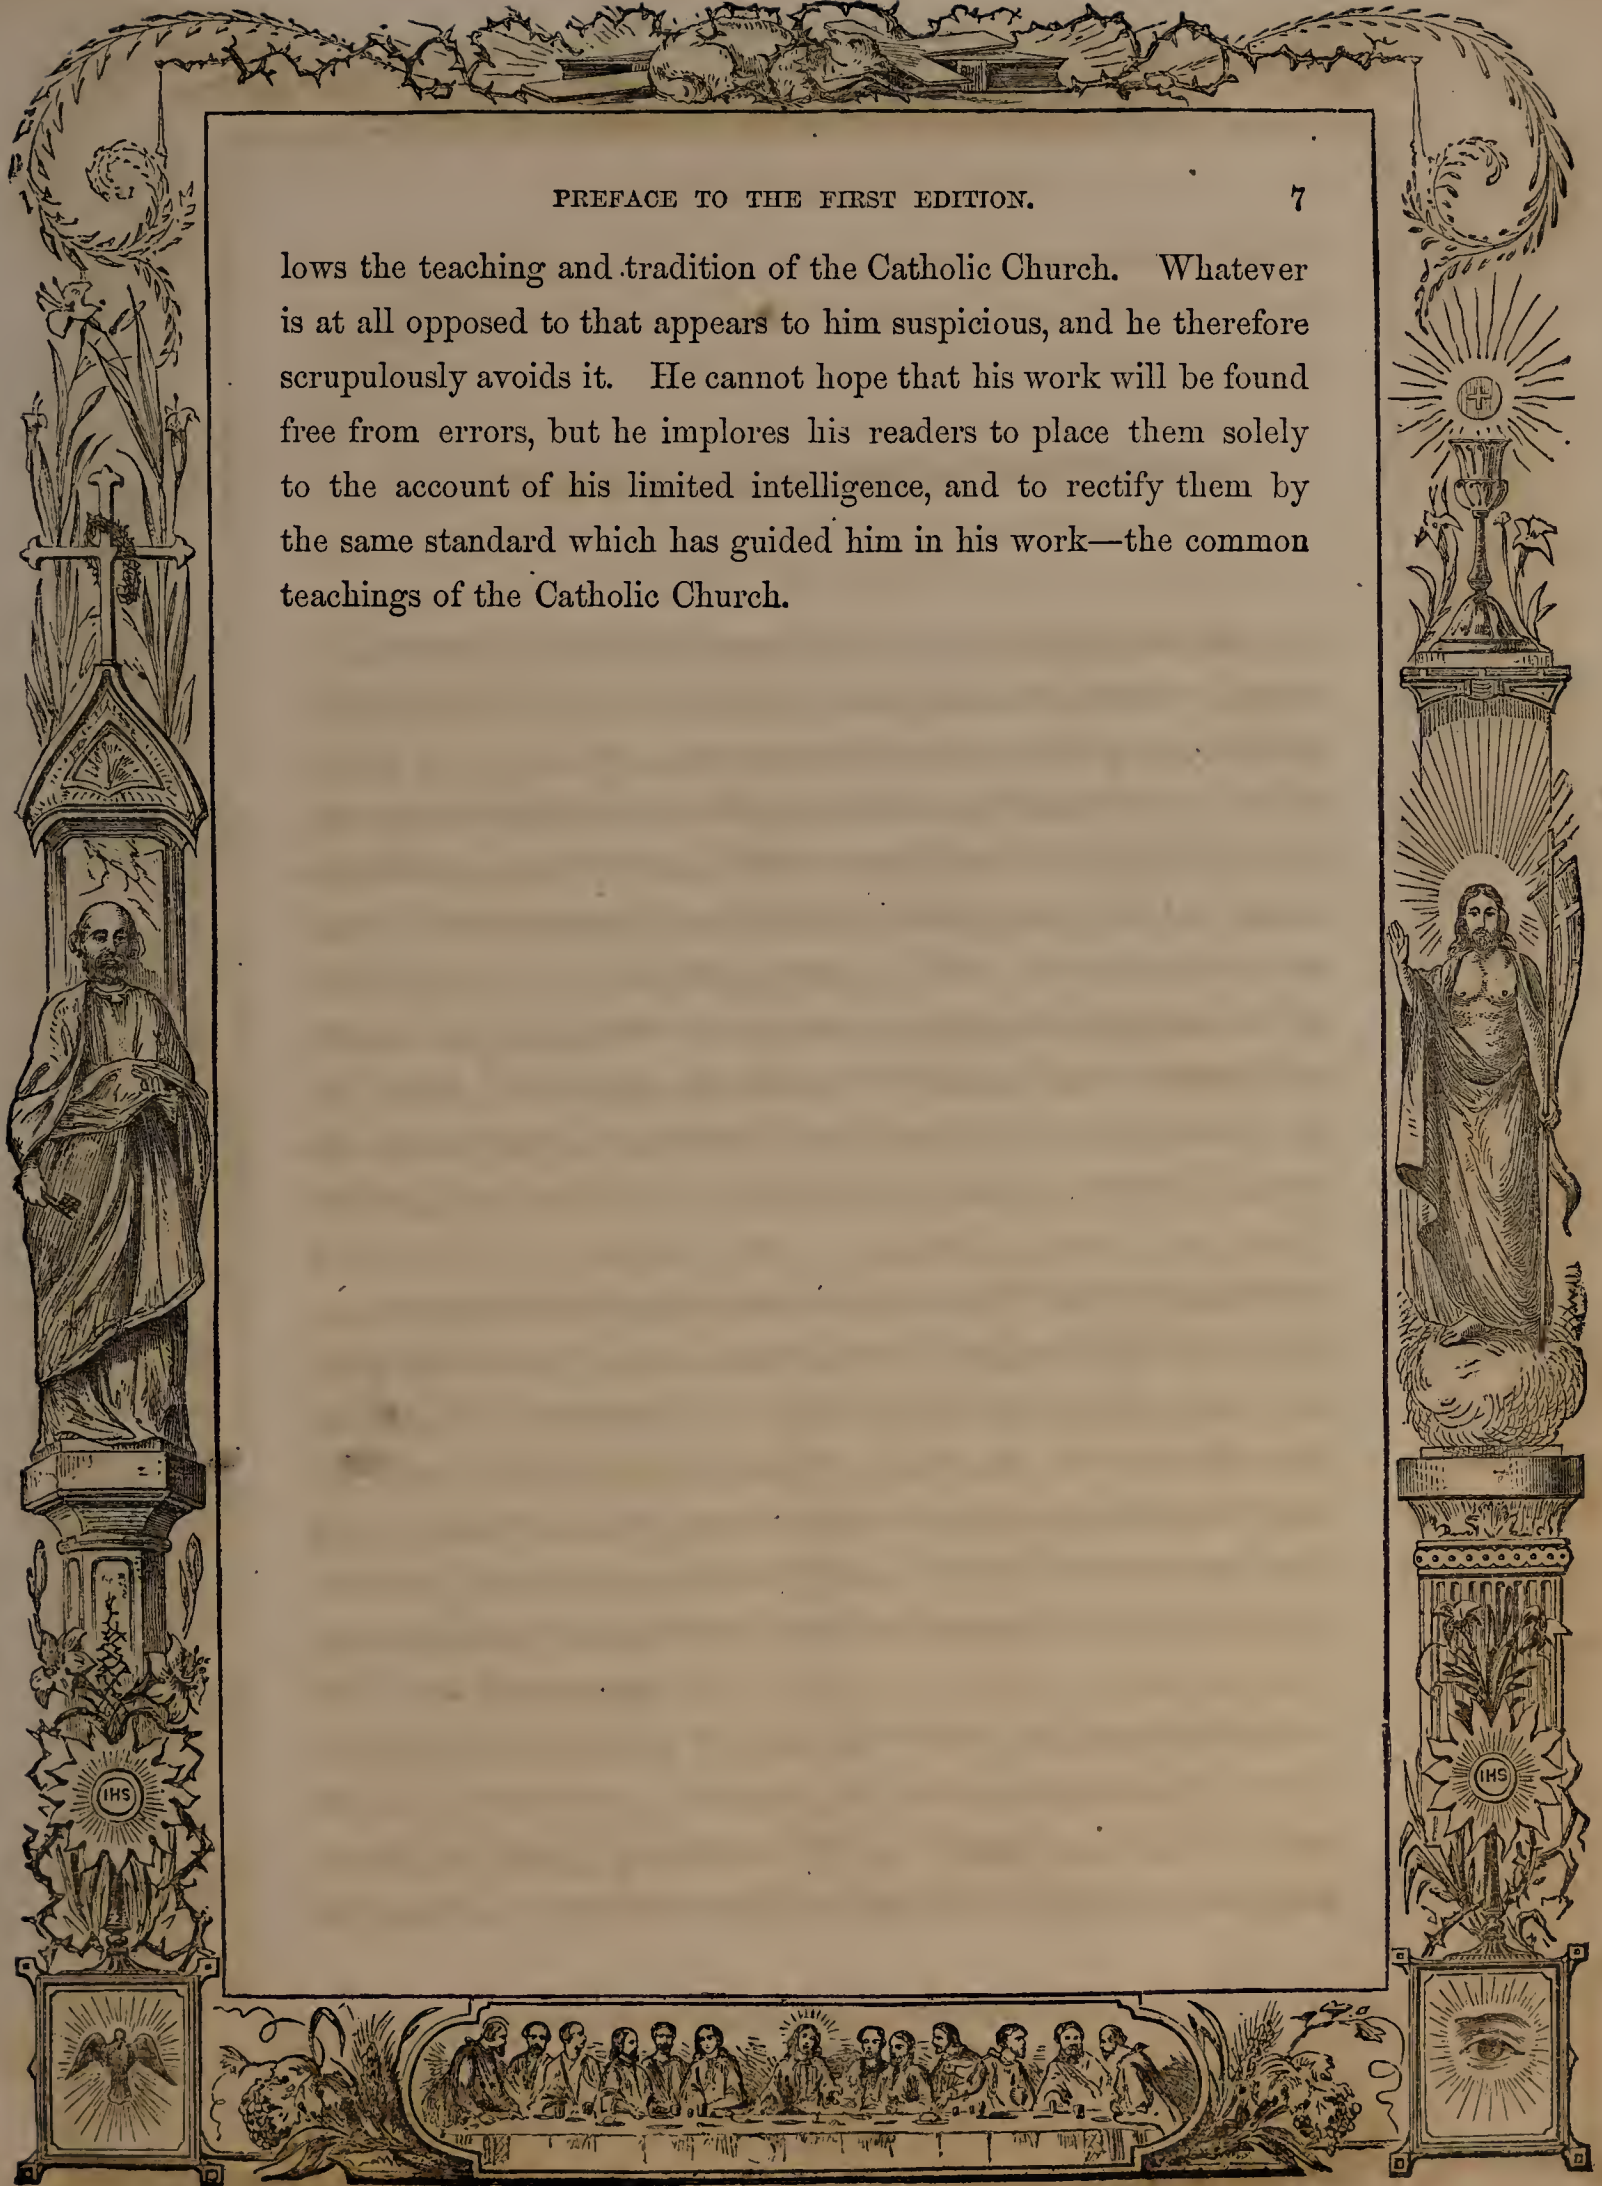 PREFACE TO THE FIRST EDITION. 7
lows the teaching and tradition of the Catholic Church. Whatever
is at all opposed to that appears to him suspicious, and he therefore
scrupulously avoids it. He cannot hope that his work will be found
free from errors, but he implores his readers to place them solely
to the account of his limited intelligence, and to rectify them by
the same standard which has guided him in his work—the common
teachings of the Catholic Church.
IHS
IHS